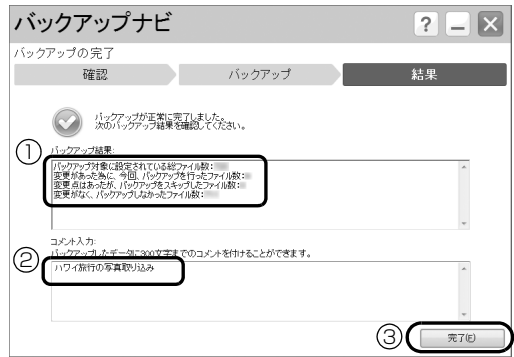 バックアップナビ
? – X
バックアップの完了
確認 バックアップ 結果
バックアップが正常に完了しました。
次のバックアップ結果を確認してください。
①
バックアップ結果:
バックアップ対象に設定されている総ファイル数:
変更があった為に、今回、バックアップを行ったファイル数:
変更点はあったが、バックアップをスキップしたファイル数:
変更がなく、バックアップしなかったファイル数:
コメント入力:
バックアップしたデータに300文字までのコメントを付けることができます。
②
ハワイ旅行の写真取り込み
③ 完了(E)